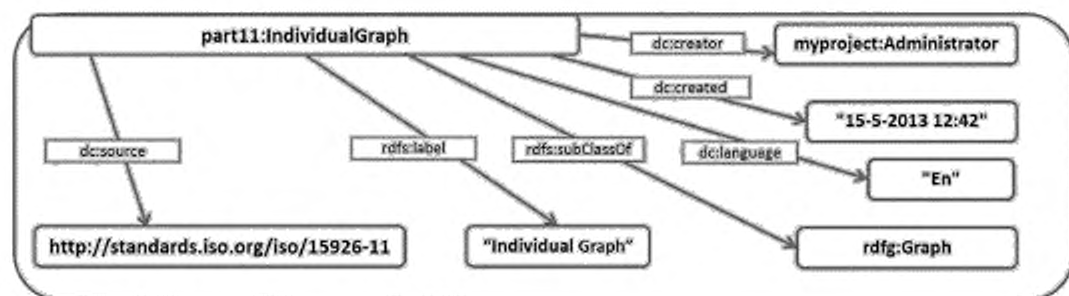 part11:IndividualGraph
dc:creator
myproject:Administrator
dc:created
"15-5-2013 12:42"
dc:source
rdfs:label
rdfs:subClassOf
dc:language
"En"
http://standards.iso.org/iso/15926-11
"Individual Graph"
rdfg:Graph